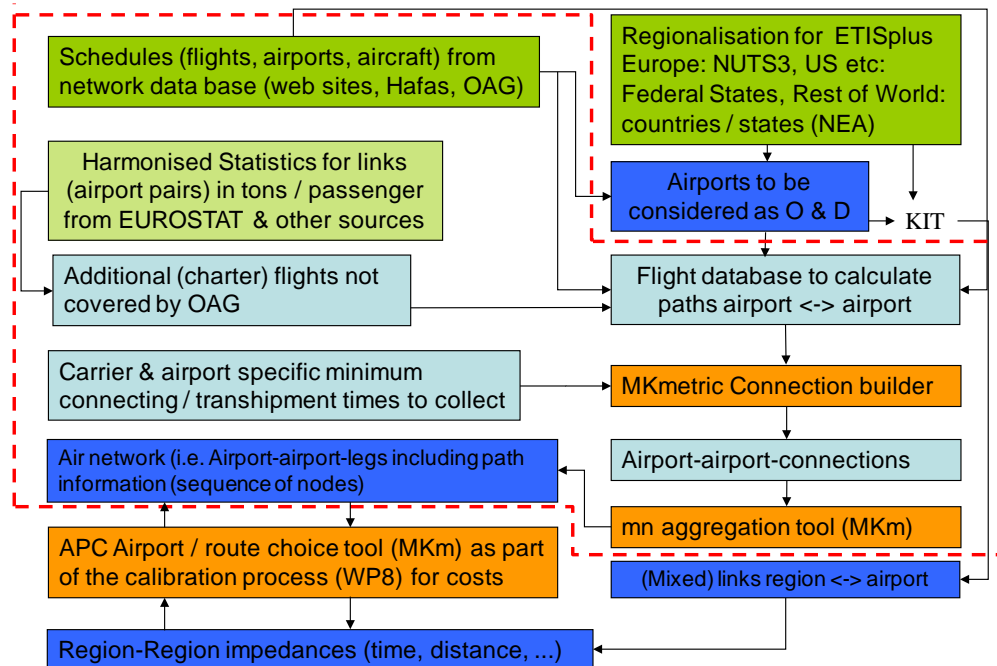 Schedules (flights, airports, aircraft) from
network data base (web sites, Hafas, OAG)
Regionalisation for ETISplus
Europe: NUTS3, US etc:
Federal States, Rest of World:
countries / states (NEA)
Harmonised Statistics for links
(airport pairs) in tons / passenger
from EUROSTAT & other sources
Airports to be
considered as O & D
KIT
Additional (charter) flights not
covered by OAG
Flight database to calculate
paths airport <-> airport
Carrier & airport specific minimum
connecting / transhipment times to collect
MKmetric Connection builder
Air network (i.e. Airport-airport-legs including path
information (sequence of nodes)
Airport-airport-connections
mn aggregation tool (MKm)
APC Airport / route choice tool (MKm) as part
of the calibration process (WP8) for costs
(Mixed) links region <-> airport
Region-Region impedances (time, distance, ...)